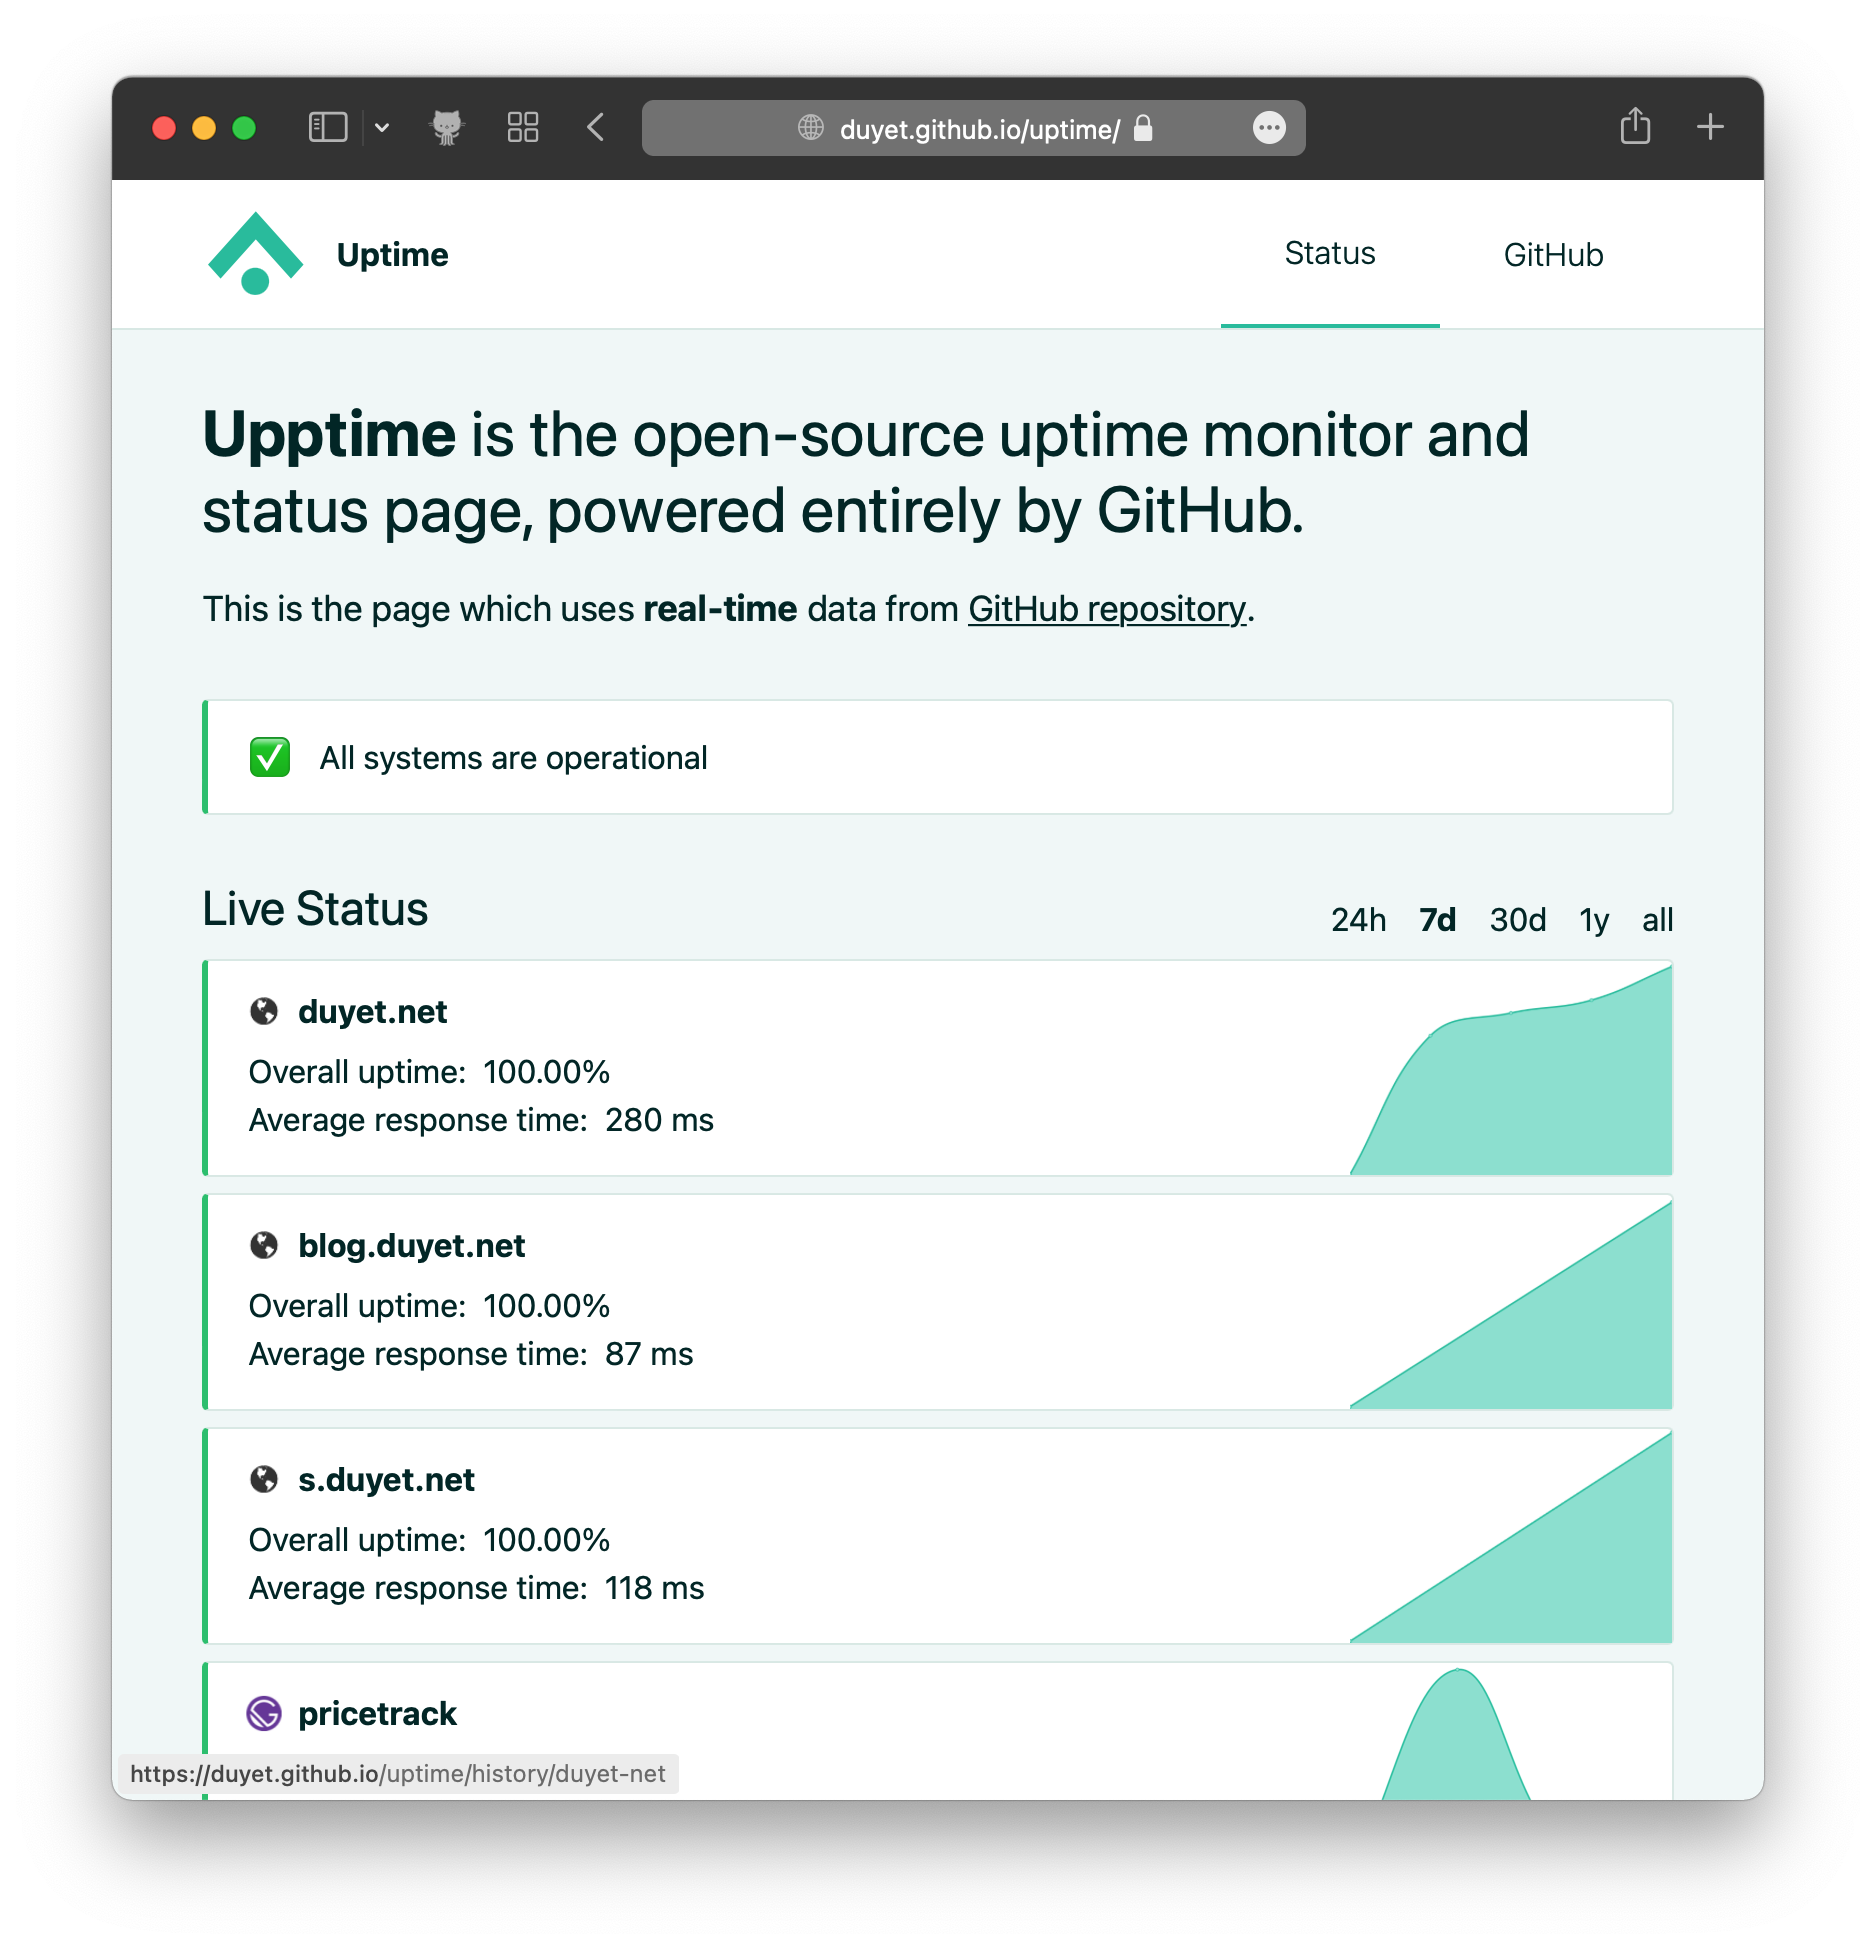 duyet.github.io/uptime/
Uptime
Status
GitHub
Upptime is the open-source uptime monitor and
status page, powered entirely by GitHub.
This is the page which uses real-time data from GitHub repository.
All systems are operational
Live Status
24h 7d 30d 1y all
duyet.net
Overall uptime: 100.00%
Average response time: 280 ms
blog.duyet.net
Overall uptime: 100.00%
Average response time: 87 ms
s.duyet.net
Overall uptime: 100.00%
Average response time: 118 ms
pricetrack
https://duyet.github.io/uptime/history/duyet-net